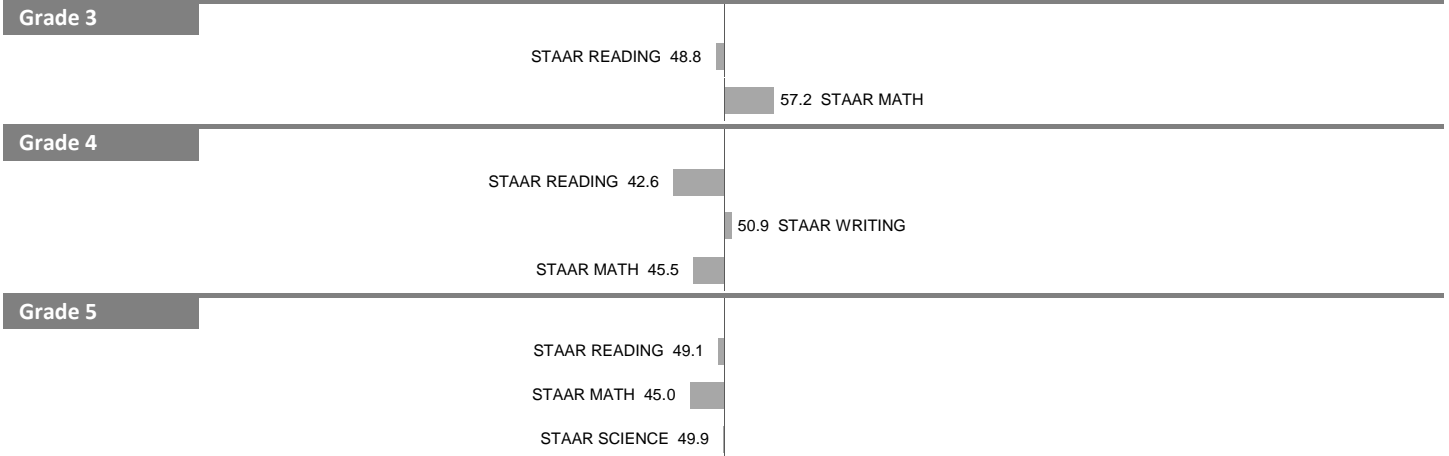 Grade 3
STAAR READING 48.8
57.2 STAAR MATH
Grade 4
STAAR READING 42.6
50.9 STAAR WRITING
STAAR MATH 45.5
Grade 5
STAAR READING 49.1
STAAR MATH 45.0
STAAR SCIENCE 49.9